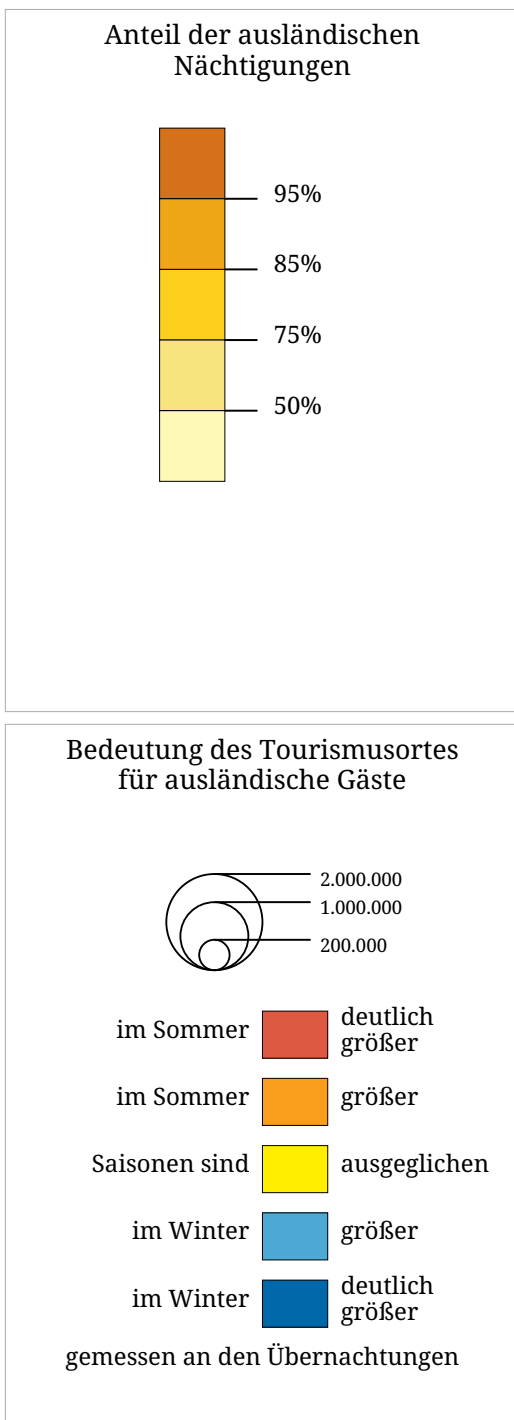 Anteil der ausländischen
Nächtigungen
95%
85%
75%
50%
Bedeutung des Tourismusortes
für ausländische Gäste
2.000.000
1.000.000
200.000
im Sommer deutlich größer
im Sommer größer
Saisonen sind ausgeglichen
im Winter größer
im Winter deutlich größer
gemessen an den Übernachtungen